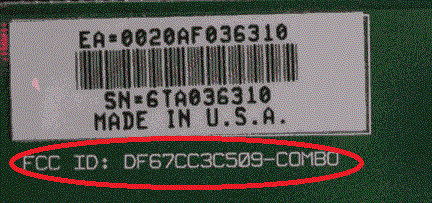 EA=0020AF036310
SN=6TA036310
MADE IN U.S.A.
FCC ID: DF67CC3C509-COMBO